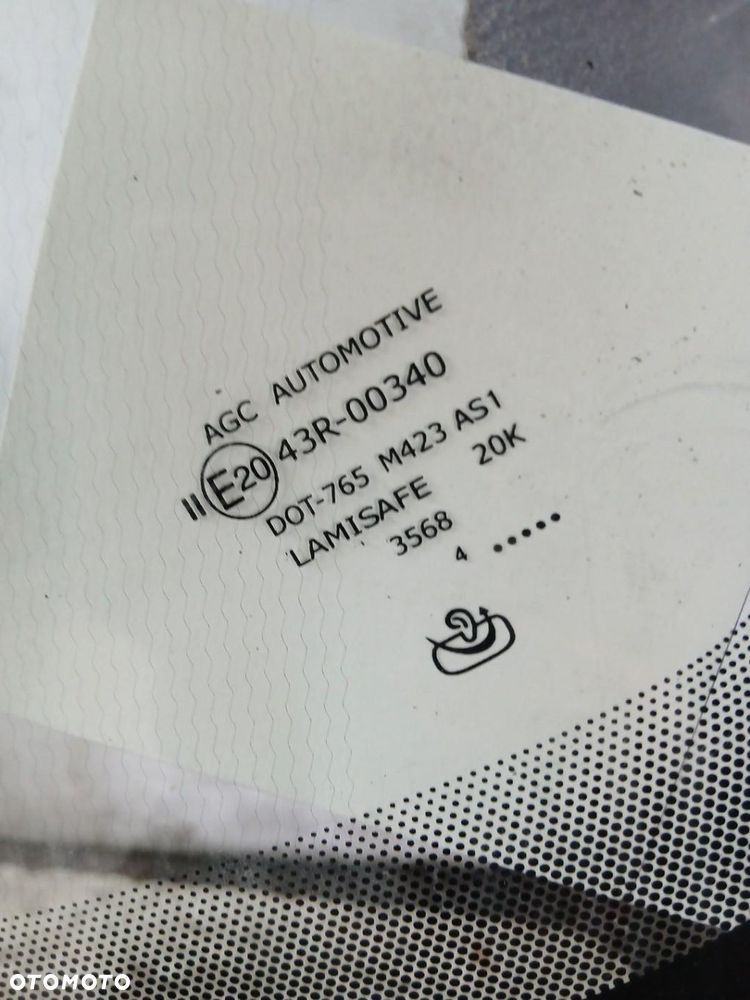 AGC AUTOMOTIVE
II E20 43R-00340
DOT-765 M423 AS1
LAMISAFE 20K
3568
4 •••••
OTOMOTO